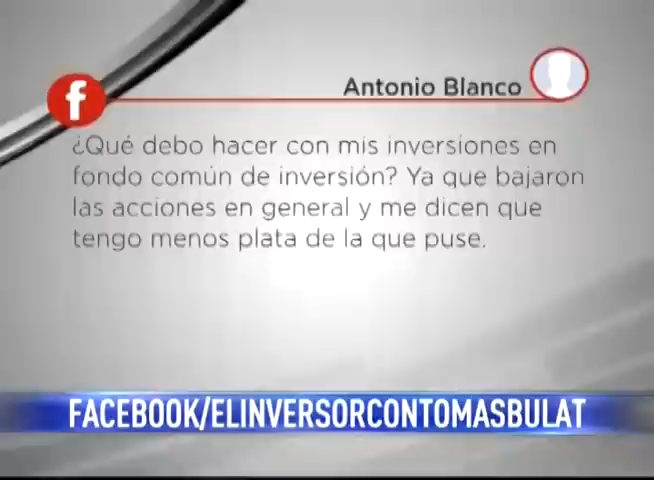 f
Antonio Blanco
¿Qué debo hacer con mis inversiones en
fondo común de inversión? Ya que bajaron
las acciones en general y me dicen que
tengo menos plata de la que puse.
FACEBOOK/ELINVERSORCONTOMASBULAT